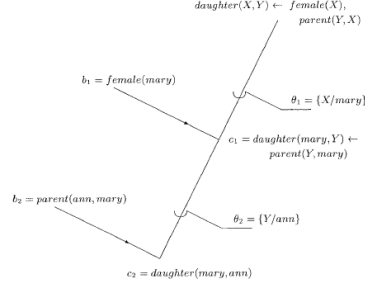 daughter(X, Y) ← female(X),
parent(Y, X)
b₁ = female(mary)
θ₁ = {X/mary}
c₁ = daughter(mary, Y) ←
parent(Y, mary)
b₂ = parent(ann, mary)
θ₂ = {Y/ann}
c₂ = daughter(mary, ann)